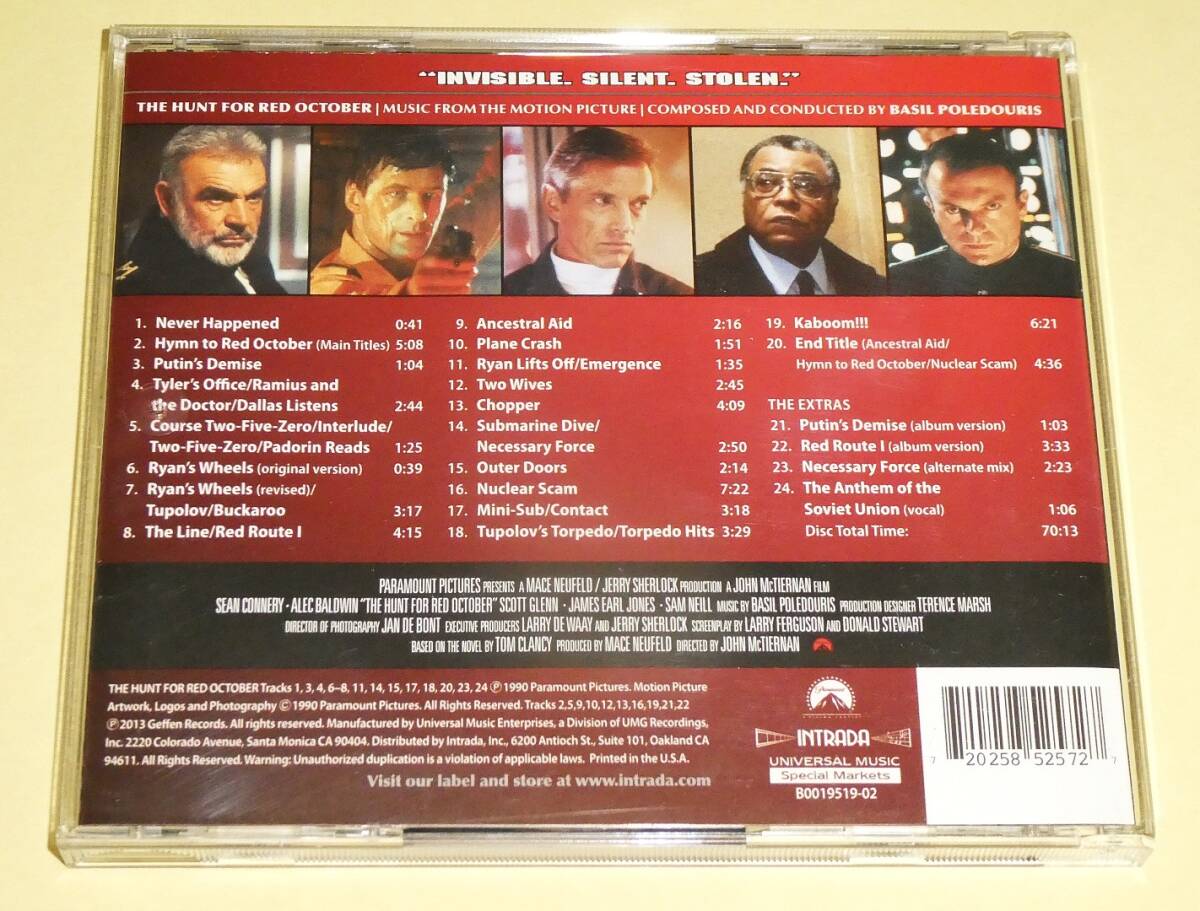 “INVISIBLE. SILENT. STOLEN.”
THE HUNT FOR RED OCTOBER | MUSIC FROM THE MOTION PICTURE | COMPOSED AND CONDUCTED BY BASIL POLEDOURIS
1. Never Happened 0:41
2. Hymn to Red October (Main Titles) 5:08
3. Putin's Demise 1:04
4. Tyler's Office/Ramius and
the Doctor/Dallas Listens 2:44
5. Course Two-Five-Zero/Interlude/
Two-Five-Zero/Padorin Reads 1:25
6. Ryan's Wheels (original version) 0:39
7. Ryan's Wheels (revised)/
Tupolov/Buckaroo 3:17
8. The Line/Red Route I 4:15
9. Ancestral Aid 2:16
10. Plane Crash 1:51
11. Ryan Lifts Off/Emergence 1:35
12. Two Wives 2:45
13. Chopper 4:09
14. Submarine Dive/
Necessary Force 2:50
15. Outer Doors 2:14
16. Nuclear Scam 7:22
17. Mini-Sub/Contact 3:18
18. Tupolov's Torpedo/Torpedo Hits 3:29
19. Kaboom!!! 6:21
20. End Title (Ancestral Aid/
Hymn to Red October/Nuclear Scam) 4:36
THE EXTRAS
21. Putin's Demise (album version) 1:03
22. Red Route I (album version) 3:33
23. Necessary Force (alternate mix) 2:23
24. The Anthem of the
Soviet Union (vocal) 1:06
Disc Total Time: 70:13
PARAMOUNT PICTURES PRESENTS A MACE NEUFELD / JERRY SHERLOCK PRODUCTION A JOHN McTIERNAN FILM
SEAN CONNERY · ALEC BALDWIN "THE HUNT FOR RED OCTOBER" SCOTT GLENN · JAMES EARL JONES · SAM NEILL MUSIC BY BASIL POLEDOURIS PRODUCTION DESIGNER TERENCE MARSH
DIRECTOR OF PHOTOGRAPHY JAN DE BONT EXECUTIVE PRODUCERS LARRY DE WAAY AND JERRY SHERLOCK SCREENPLAY BY LARRY FERGUSON AND DONALD STEWART
BASED ON THE NOVEL BY TOM CLANCY PRODUCED BY MACE NEUFELD DIRECTED BY JOHN McTIERNAN
THE HUNT FOR RED OCTOBER Tracks 1, 3, 4, 6–8, 11, 14, 15, 17, 18, 20, 23, 24 ℗ 1990 Paramount Pictures. Motion Picture
Artwork, Logos and Photography © 1990 Paramount Pictures. All Rights Reserved. Tracks 2,5,9,10,12,13,16,19,21,22
℗ 2013 Geffen Records. All rights reserved. Manufactured by Universal Music Enterprises, a Division of UMG Recordings,
Inc. 2220 Colorado Avenue, Santa Monica CA 90404. Distributed by Intrada, Inc., 6200 Antioch St., Suite 101, Oakland CA
94611. All Rights Reserved. Warning: Unauthorized duplication is a violation of applicable laws. Printed in the U.S.A.
Visit our label and store at www.intrada.com
Paramount
INTRADA
UNIVERSAL MUSIC
Special Markets
B0019519-02
7 20258 52572 7